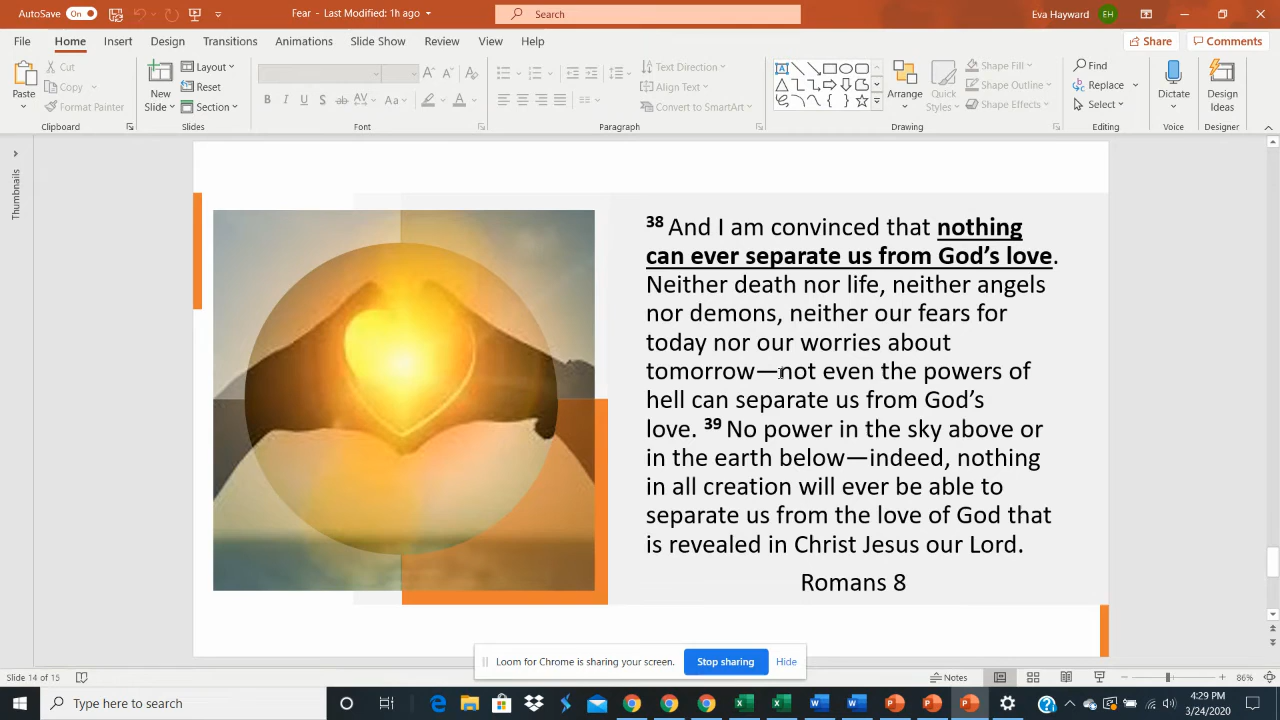 AutoSave On Fear - Last Modified: 1h ago Search Eva Hayward EH
File Home Insert Design Transitions Animations Slide Show Review View Help Share Comments
Paste Cut Copy Format Painter
Clipboard
New Slide Layout Reset Section
Slides
Font
Text Direction Align Text Convert to SmartArt
Paragraph
Arrange Quick Styles Shape Fill Shape Outline Shape Effects
Drawing
Find Replace Select
Editing
Dictate
Voice
Design Ideas
Designer
Thumbnails
38 And I am convinced that nothing
can ever separate us from God’s love.
Neither death nor life, neither angels
nor demons, neither our fears for
today nor our worries about
tomorrow—not even the powers of
hell can separate us from God’s
love. 39 No power in the sky above or
in the earth below—indeed, nothing
in all creation will ever be able to
separate us from the love of God that
is revealed in Christ Jesus our Lord.
Romans 8
Loom for Chrome is sharing your screen. Stop sharing Hide
Slide 14 of 15 Notes 86%
Type here to search 4:29 PM
3/24/2020